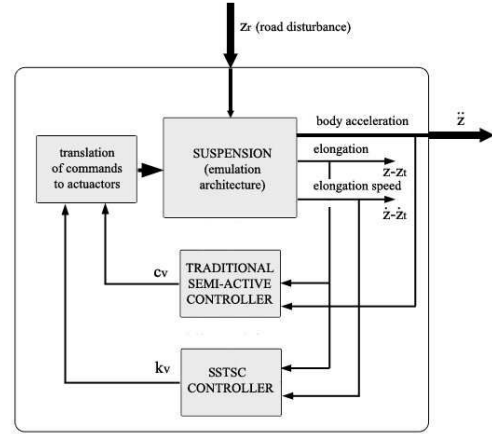 Zr (road disturbance)
body acceleration
z̈
elongation
z-zt
elongation speed
ż-żt
translation
of commands
to actuactors
SUSPENSION
(emulation
architecture)
cv
TRADITIONAL
SEMI-ACTIVE
CONTROLLER
kv
SSTSC
CONTROLLER